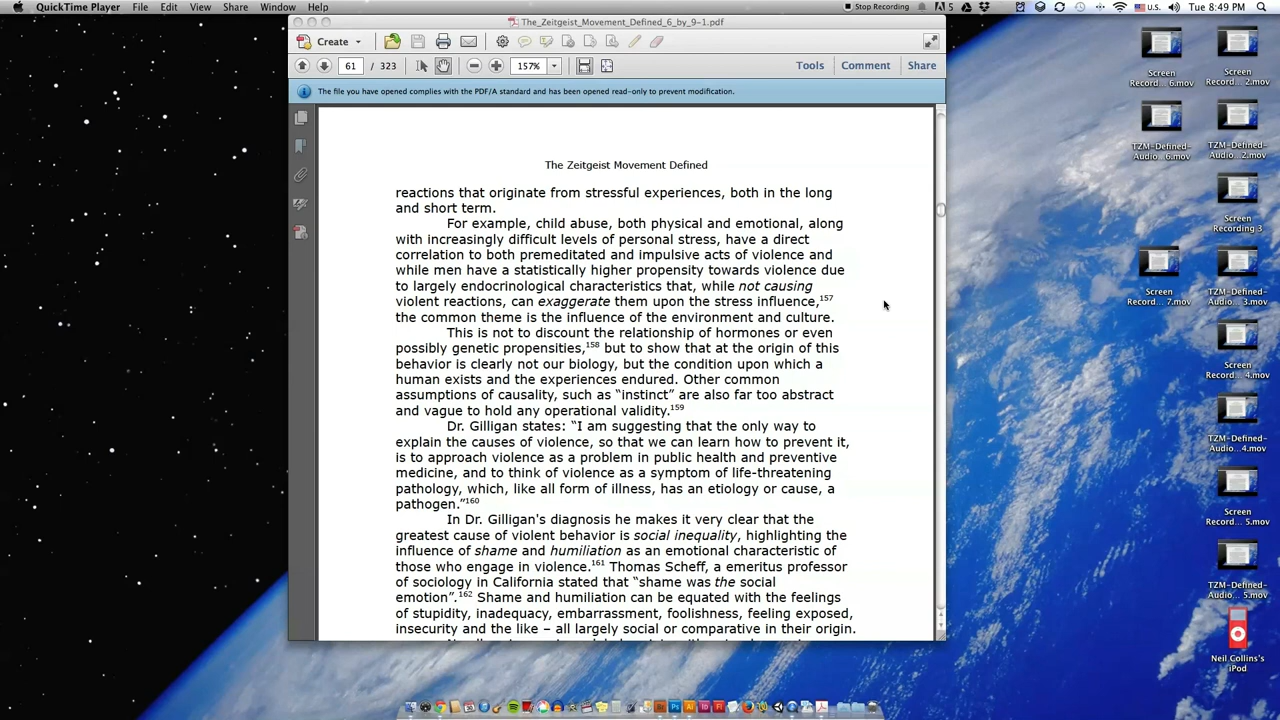 QuickTime Player File Edit View Share Window Help
Stop Recording 5 U.S. Tue 8:49 PM
The_Zeitgeist_Movement_Defined_6_by_9-1.pdf
Create
61 / 323 157% Tools Comment Share
The file you have opened complies with the PDF/A standard and has been opened read-only to prevent modification.
The Zeitgeist Movement Defined
reactions that originate from stressful experiences, both in the long
and short term.
For example, child abuse, both physical and emotional, along
with increasingly difficult levels of personal stress, have a direct
correlation to both premeditated and impulsive acts of violence and
while men have a statistically higher propensity towards violence due
to largely endocrinological characteristics that, while not causing
violent reactions, can exaggerate them upon the stress influence,157
the common theme is the influence of the environment and culture.
This is not to discount the relationship of hormones or even
possibly genetic propensities,158 but to show that at the origin of this
behavior is clearly not our biology, but the condition upon which a
human exists and the experiences endured. Other common
assumptions of causality, such as “instinct” are also far too abstract
and vague to hold any operational validity.159
Dr. Gilligan states: “I am suggesting that the only way to
explain the causes of violence, so that we can learn how to prevent it,
is to approach violence as a problem in public health and preventive
medicine, and to think of violence as a symptom of life-threatening
pathology, which, like all form of illness, has an etiology or cause, a
pathogen.”160
In Dr. Gilligan's diagnosis he makes it very clear that the
greatest cause of violent behavior is social inequality, highlighting the
influence of shame and humiliation as an emotional characteristic of
those who engage in violence.161 Thomas Scheff, a emeritus professor
of sociology in California stated that “shame was the social
emotion”.162 Shame and humiliation can be equated with the feelings
of stupidity, inadequacy, embarrassment, foolishness, feeling exposed,
insecurity and the like – all largely social or comparative in their origin.
Screen
Record... 6.mov
Screen
Record... 2.mov
TZM-Defined-
Audio...6.mov
TZM-Defined-
Audio...2.mov
Screen
Recording 3
Screen
Record... 7.mov
TZM-Defined-
Audio...3.mov
Screen
Record... 4.mov
TZM-Defined-
Audio...4.mov
Screen
Record... 5.mov
TZM-Defined-
Audio...5.mov
Neil Collins's
iPod